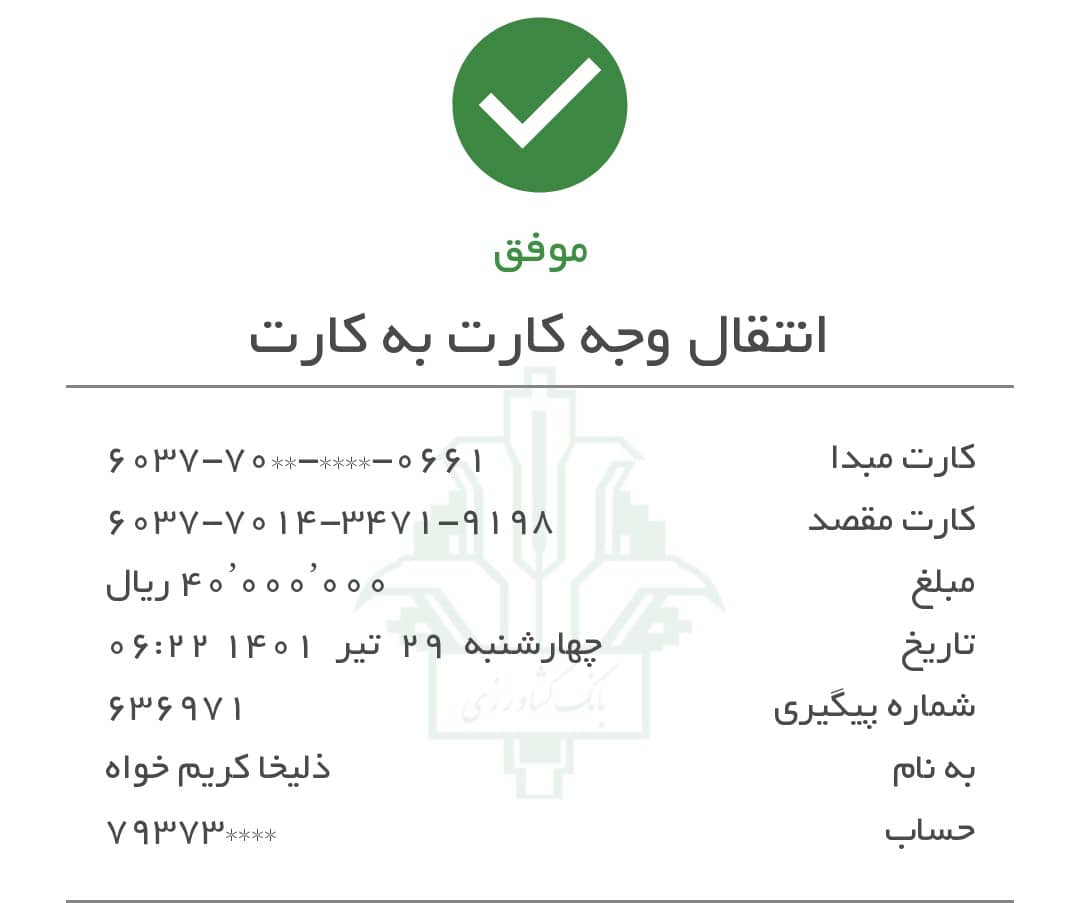 موفق
انتقال وجه کارت به کارت
کارت مبدا ۶۰۳۷-۷۰**-****-۰۶۶۱
کارت مقصد ۶۰۳۷-۷۰۱۴-۳۴۷۱-۹۱۹۸
مبلغ ۴۰٬۰۰۰٬۰۰۰ ریال
تاریخ چهارشنبه ۲۹ تیر ۱۴۰۱ ۰۶:۲۲
شماره پیگیری ۶۳۶۹۷۱
به نام ذلیخا کریم خواه
حساب ۷۹۳۷۳****
بانک کشاورزی